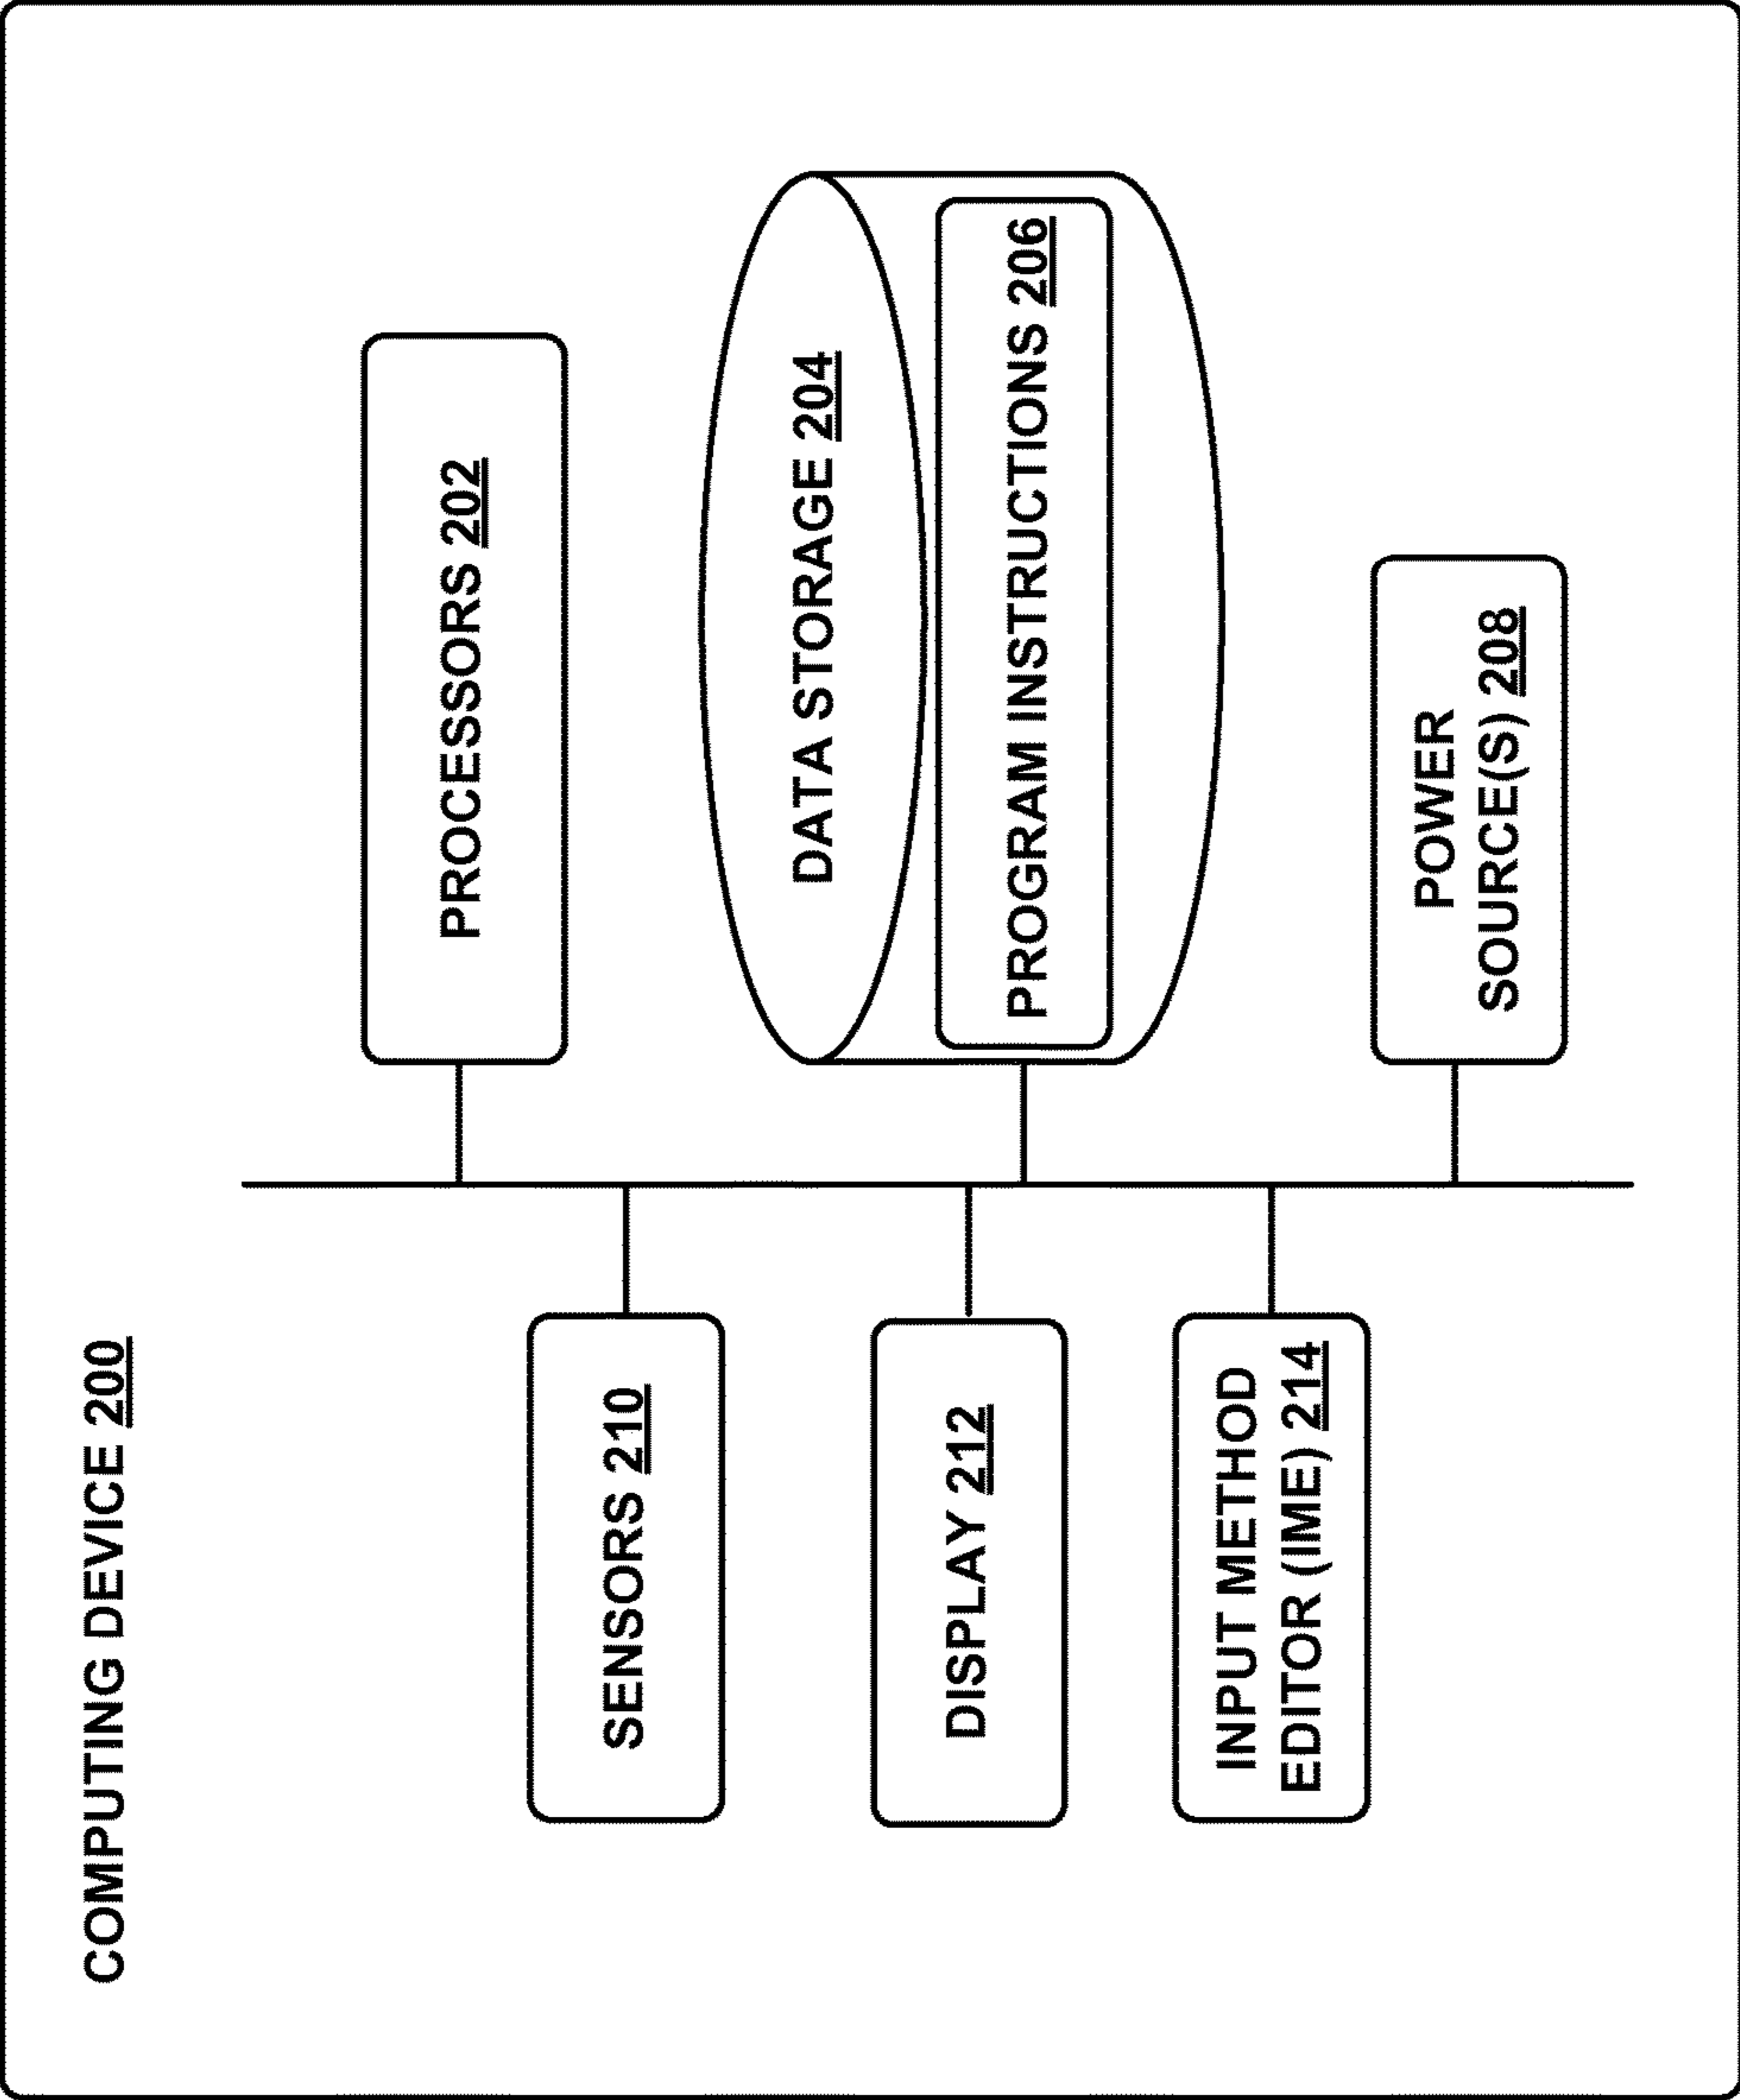 COMPUTING DEVICE 200
PROCESSORS 202
SENSORS 210
DATA STORAGE 204
DISPLAY 212
PROGRAM INSTRUCTIONS 206
INPUT METHOD
EDITOR (IME) 214
POWER
SOURCE(S) 208